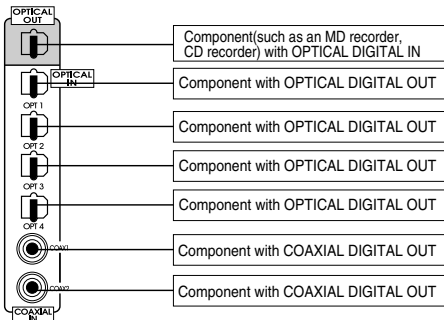 OPTICAL
OUT
Component(such as an MD recorder,
CD recorder) with OPTICAL DIGITAL IN
OPTICAL
IN
Component with OPTICAL DIGITAL OUT
OPT 1
Component with OPTICAL DIGITAL OUT
OPT 2
Component with OPTICAL DIGITAL OUT
OPT 3
Component with OPTICAL DIGITAL OUT
OPT 4
COAX1
Component with COAXIAL DIGITAL OUT
COAX2
Component with COAXIAL DIGITAL OUT
COAXIAL
IN